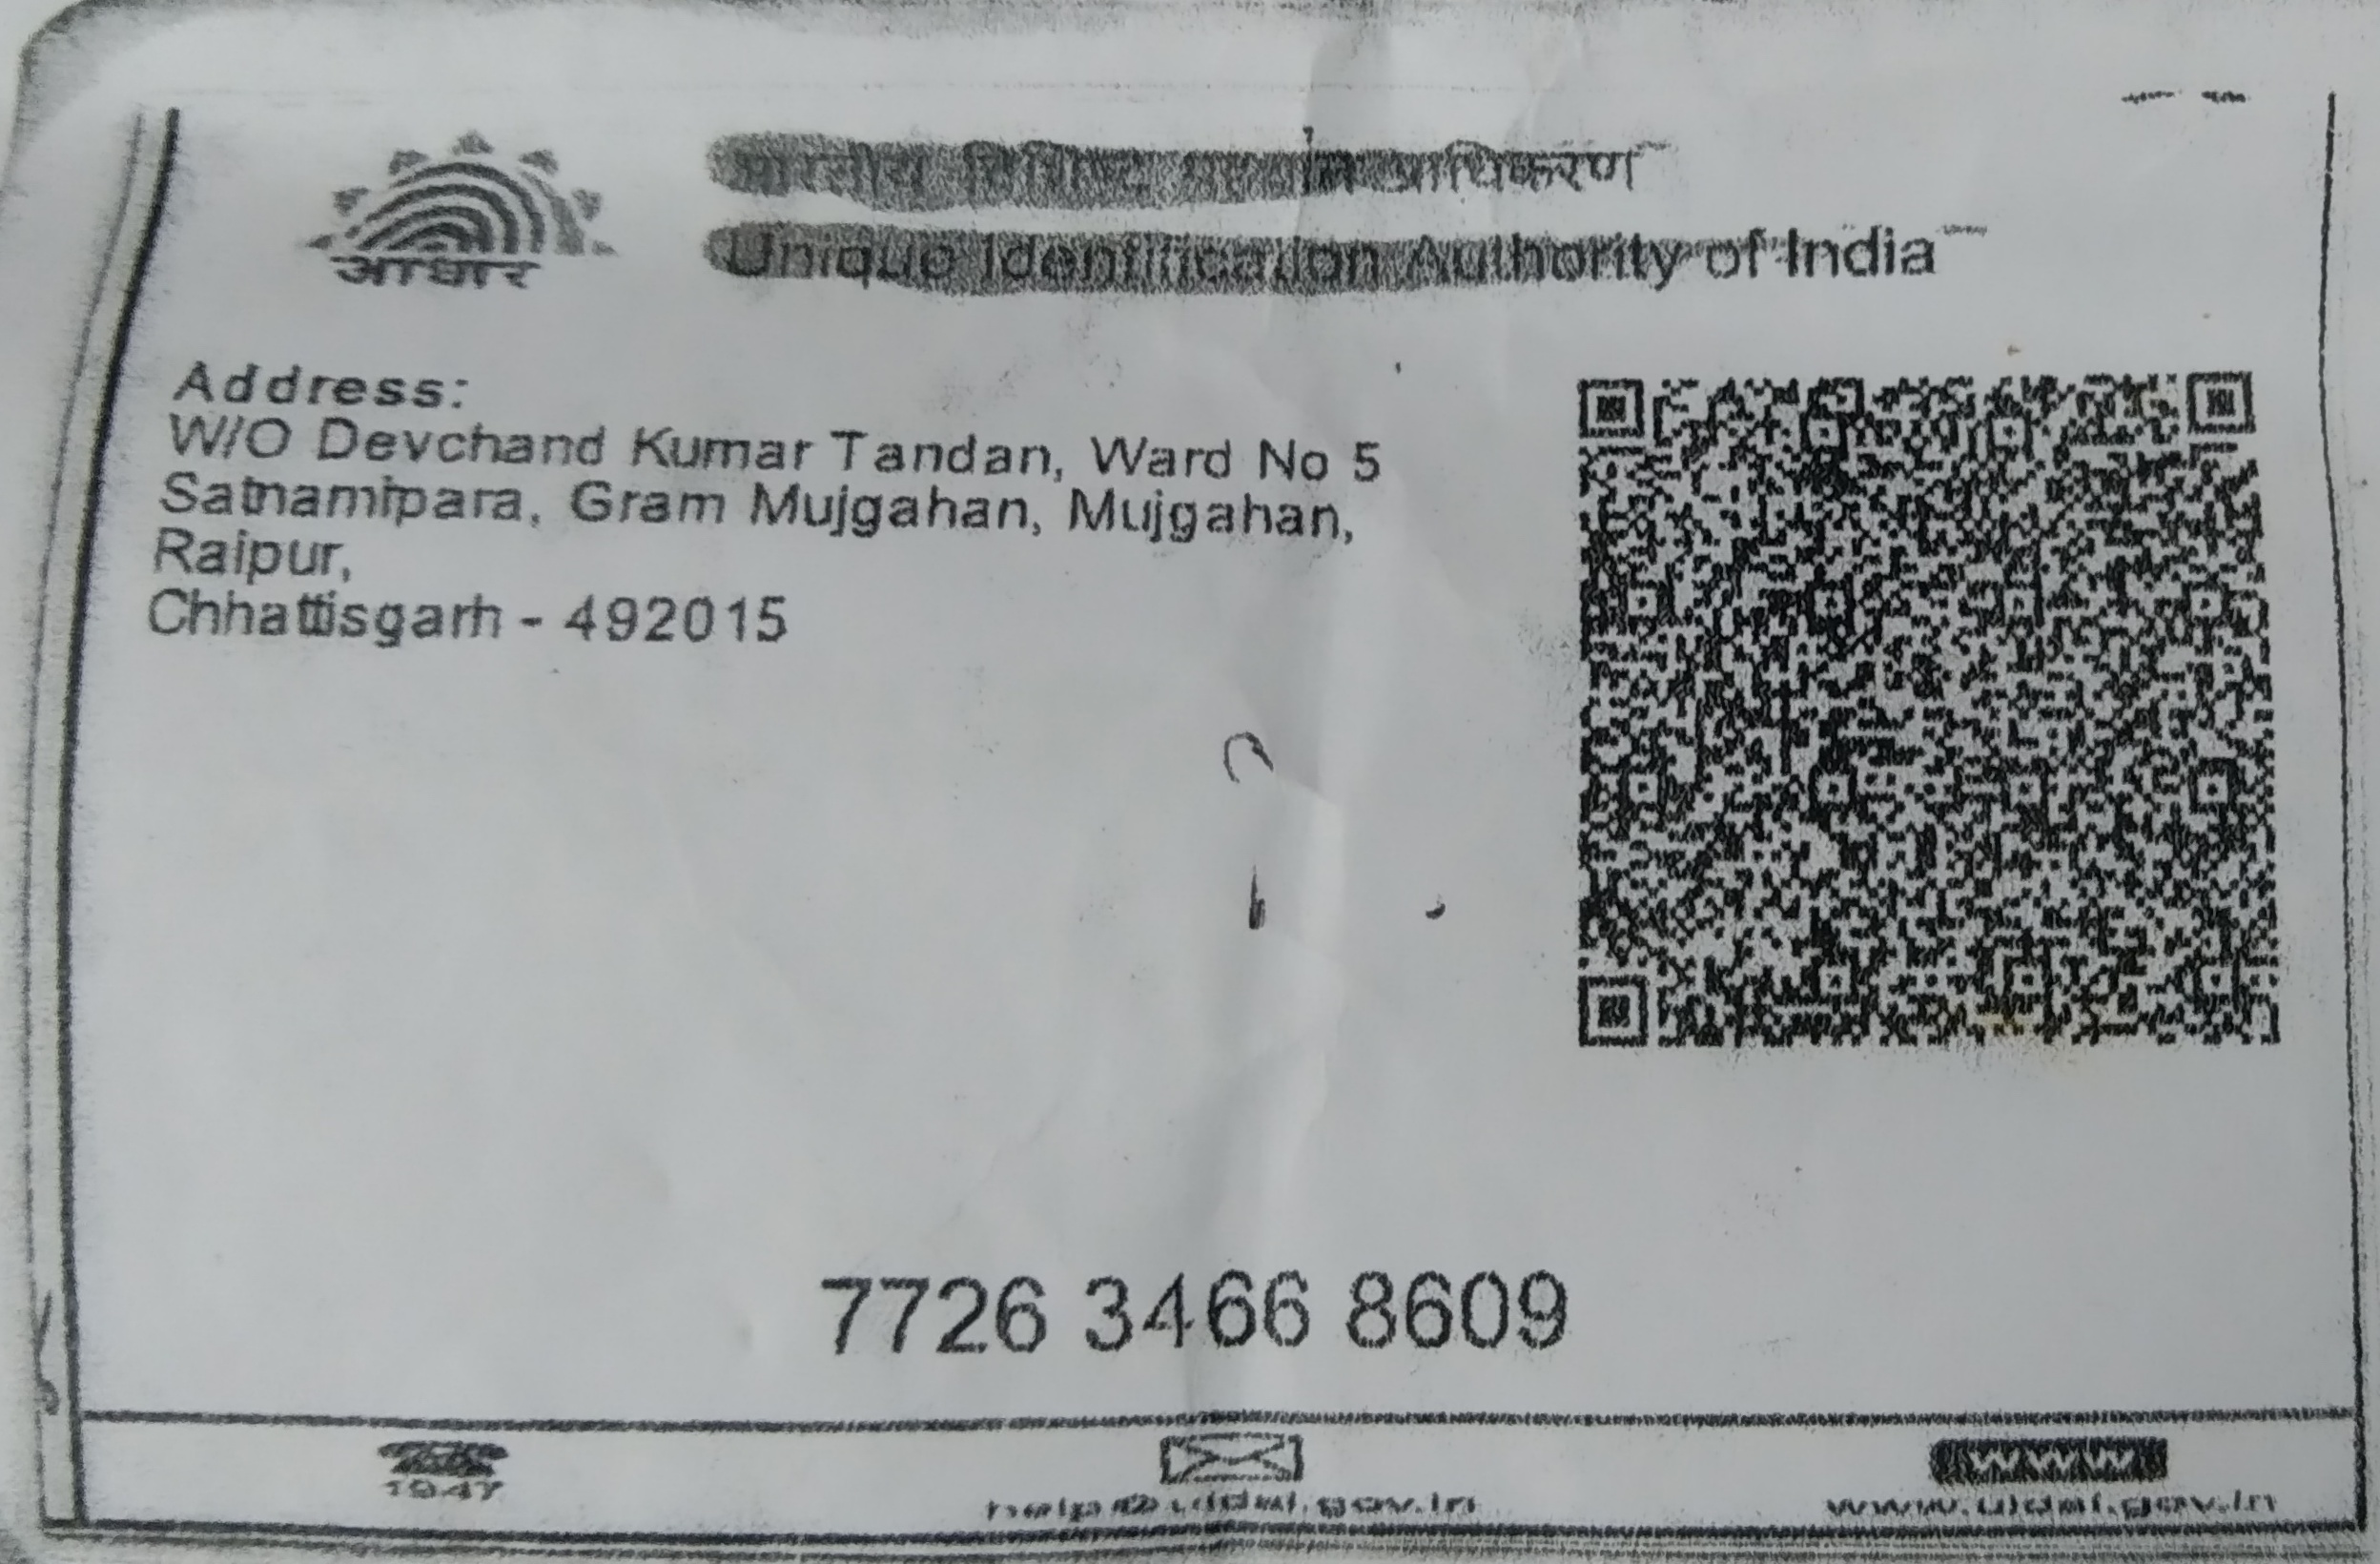 आधार
भारतीय विशिष्ट पहचान प्राधिकरण
Unique Identification Authority of India
Address:
W/O Devchand Kumar Tandan, Ward No 5
Satnamipara, Gram Mujgahan, Mujgahan,
Raipur,
Chhattisgarh - 492015
7726 3466 8609
1947
help@uidai.gov.in
www
www.uidai.gov.in